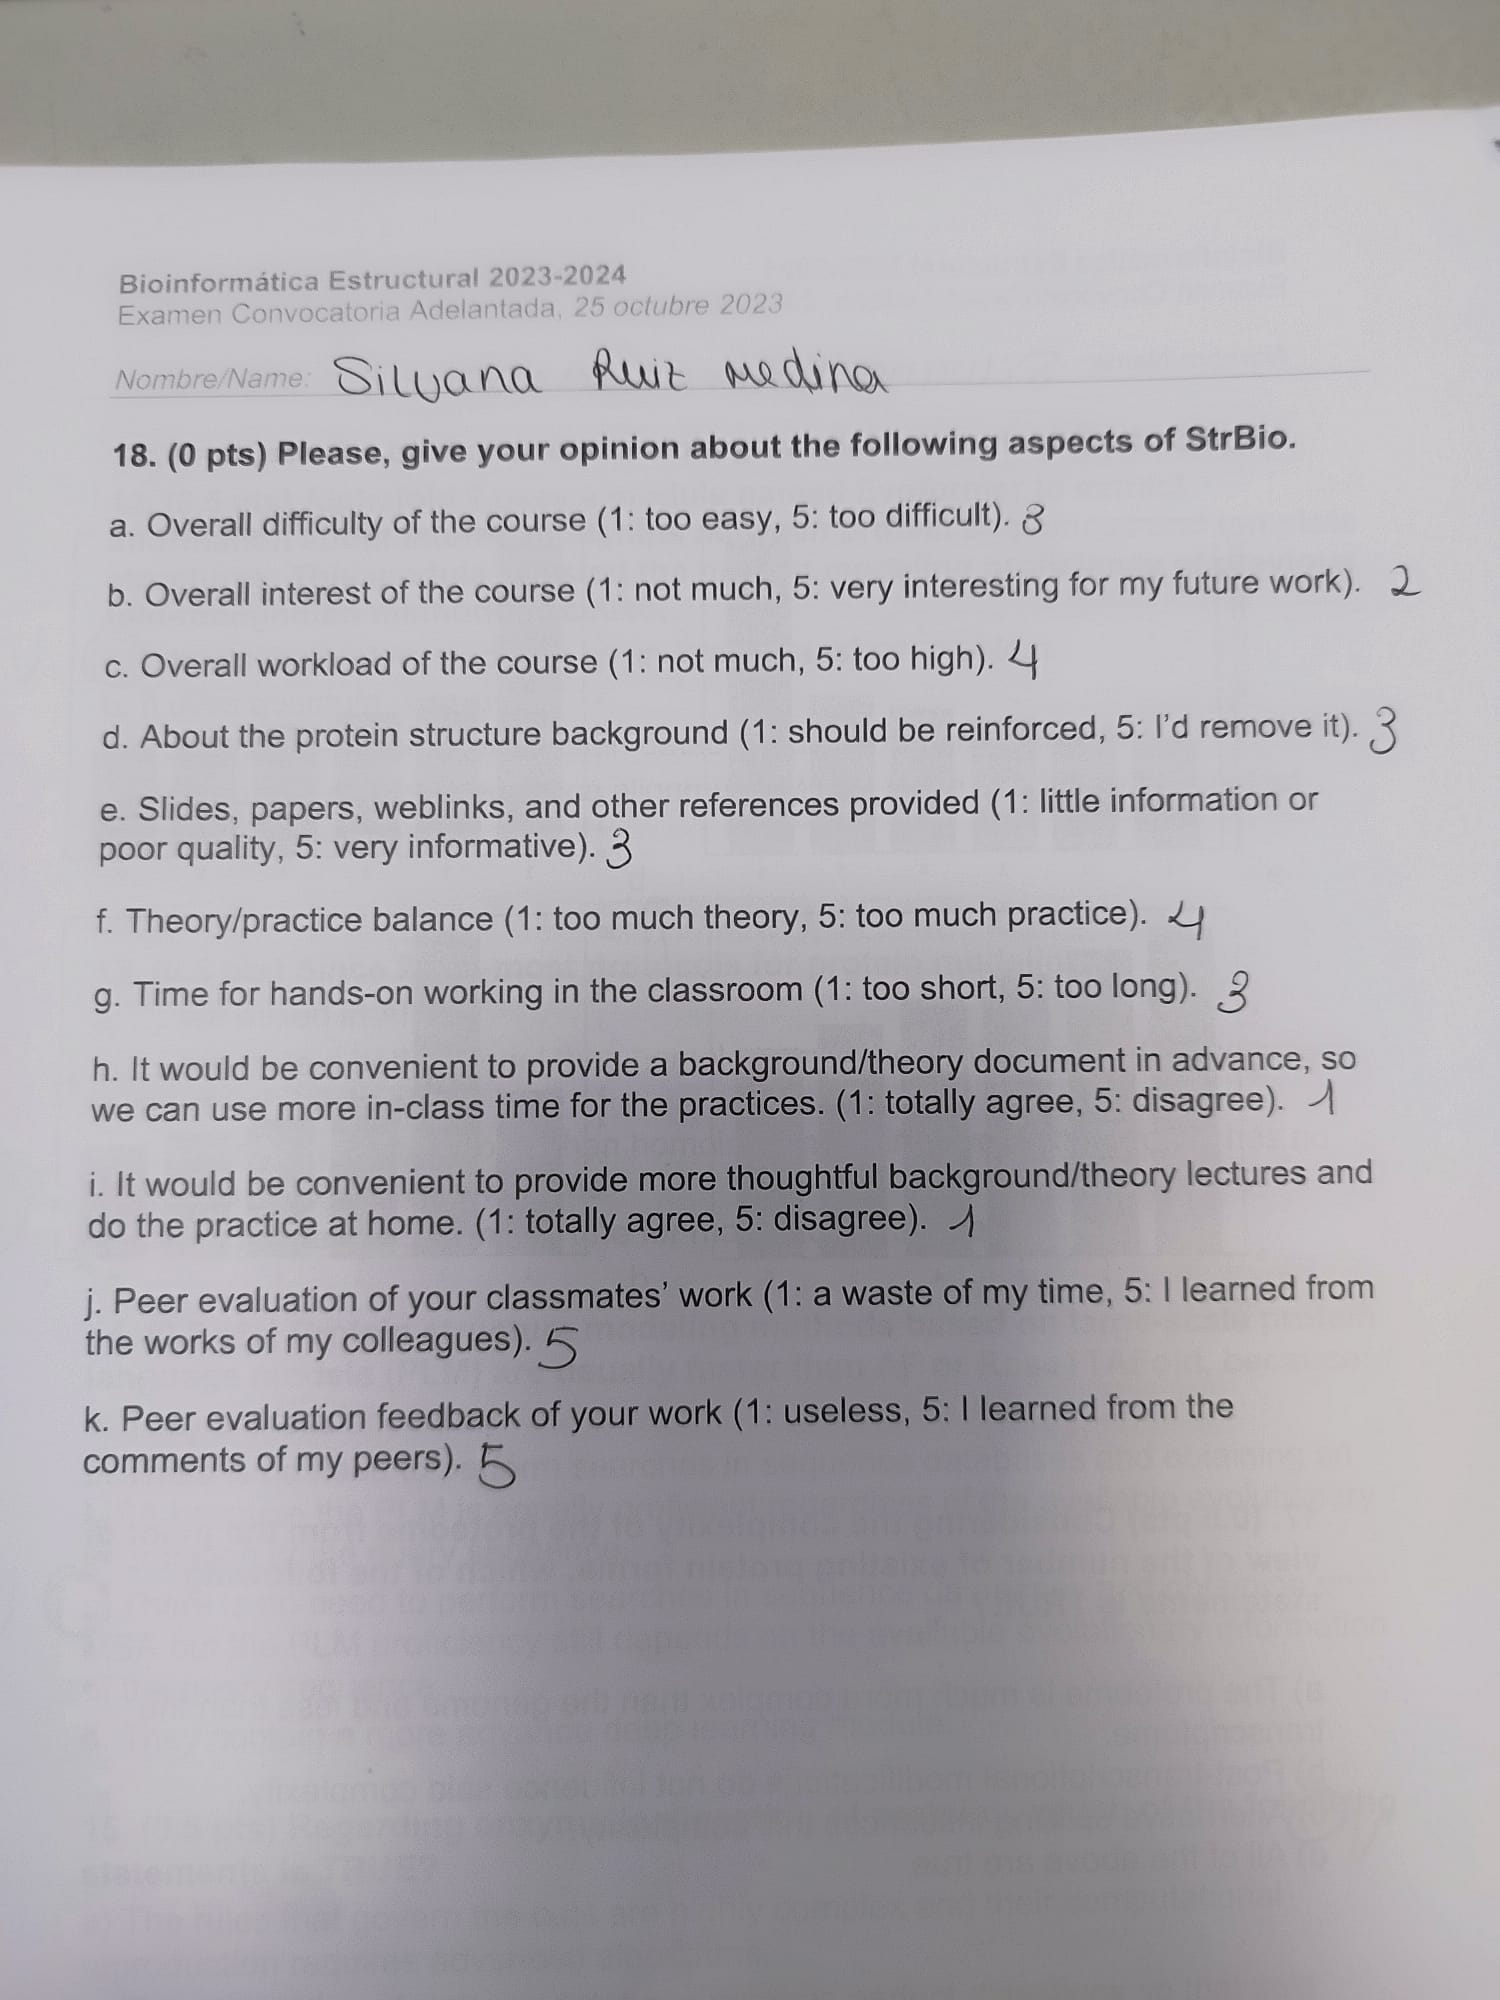 Bioinformática Estructural 2023-2024
Examen Convocatoria Adelantada, 25 octubre 2023
Nombre/Name: Silvana Ruiz Medina
18. (0 pts) Please, give your opinion about the following aspects of StrBio.
a. Overall difficulty of the course (1: too easy, 5: too difficult). 3
b. Overall interest of the course (1: not much, 5: very interesting for my future work). 2
c. Overall workload of the course (1: not much, 5: too high). 4
d. About the protein structure background (1: should be reinforced, 5: I'd remove it). 3
e. Slides, papers, weblinks, and other references provided (1: little information or
poor quality, 5: very informative). 3
f. Theory/practice balance (1: too much theory, 5: too much practice). 4
g. Time for hands-on working in the classroom (1: too short, 5: too long). 3
h. It would be convenient to provide a background/theory document in advance, so
we can use more in-class time for the practices. (1: totally agree, 5: disagree). 1
i. It would be convenient to provide more thoughtful background/theory lectures and
do the practice at home. (1: totally agree, 5: disagree). 1
j. Peer evaluation of your classmates' work (1: a waste of my time, 5: I learned from
the works of my colleagues). 5
k. Peer evaluation feedback of your work (1: useless, 5: I learned from the
comments of my peers). 5